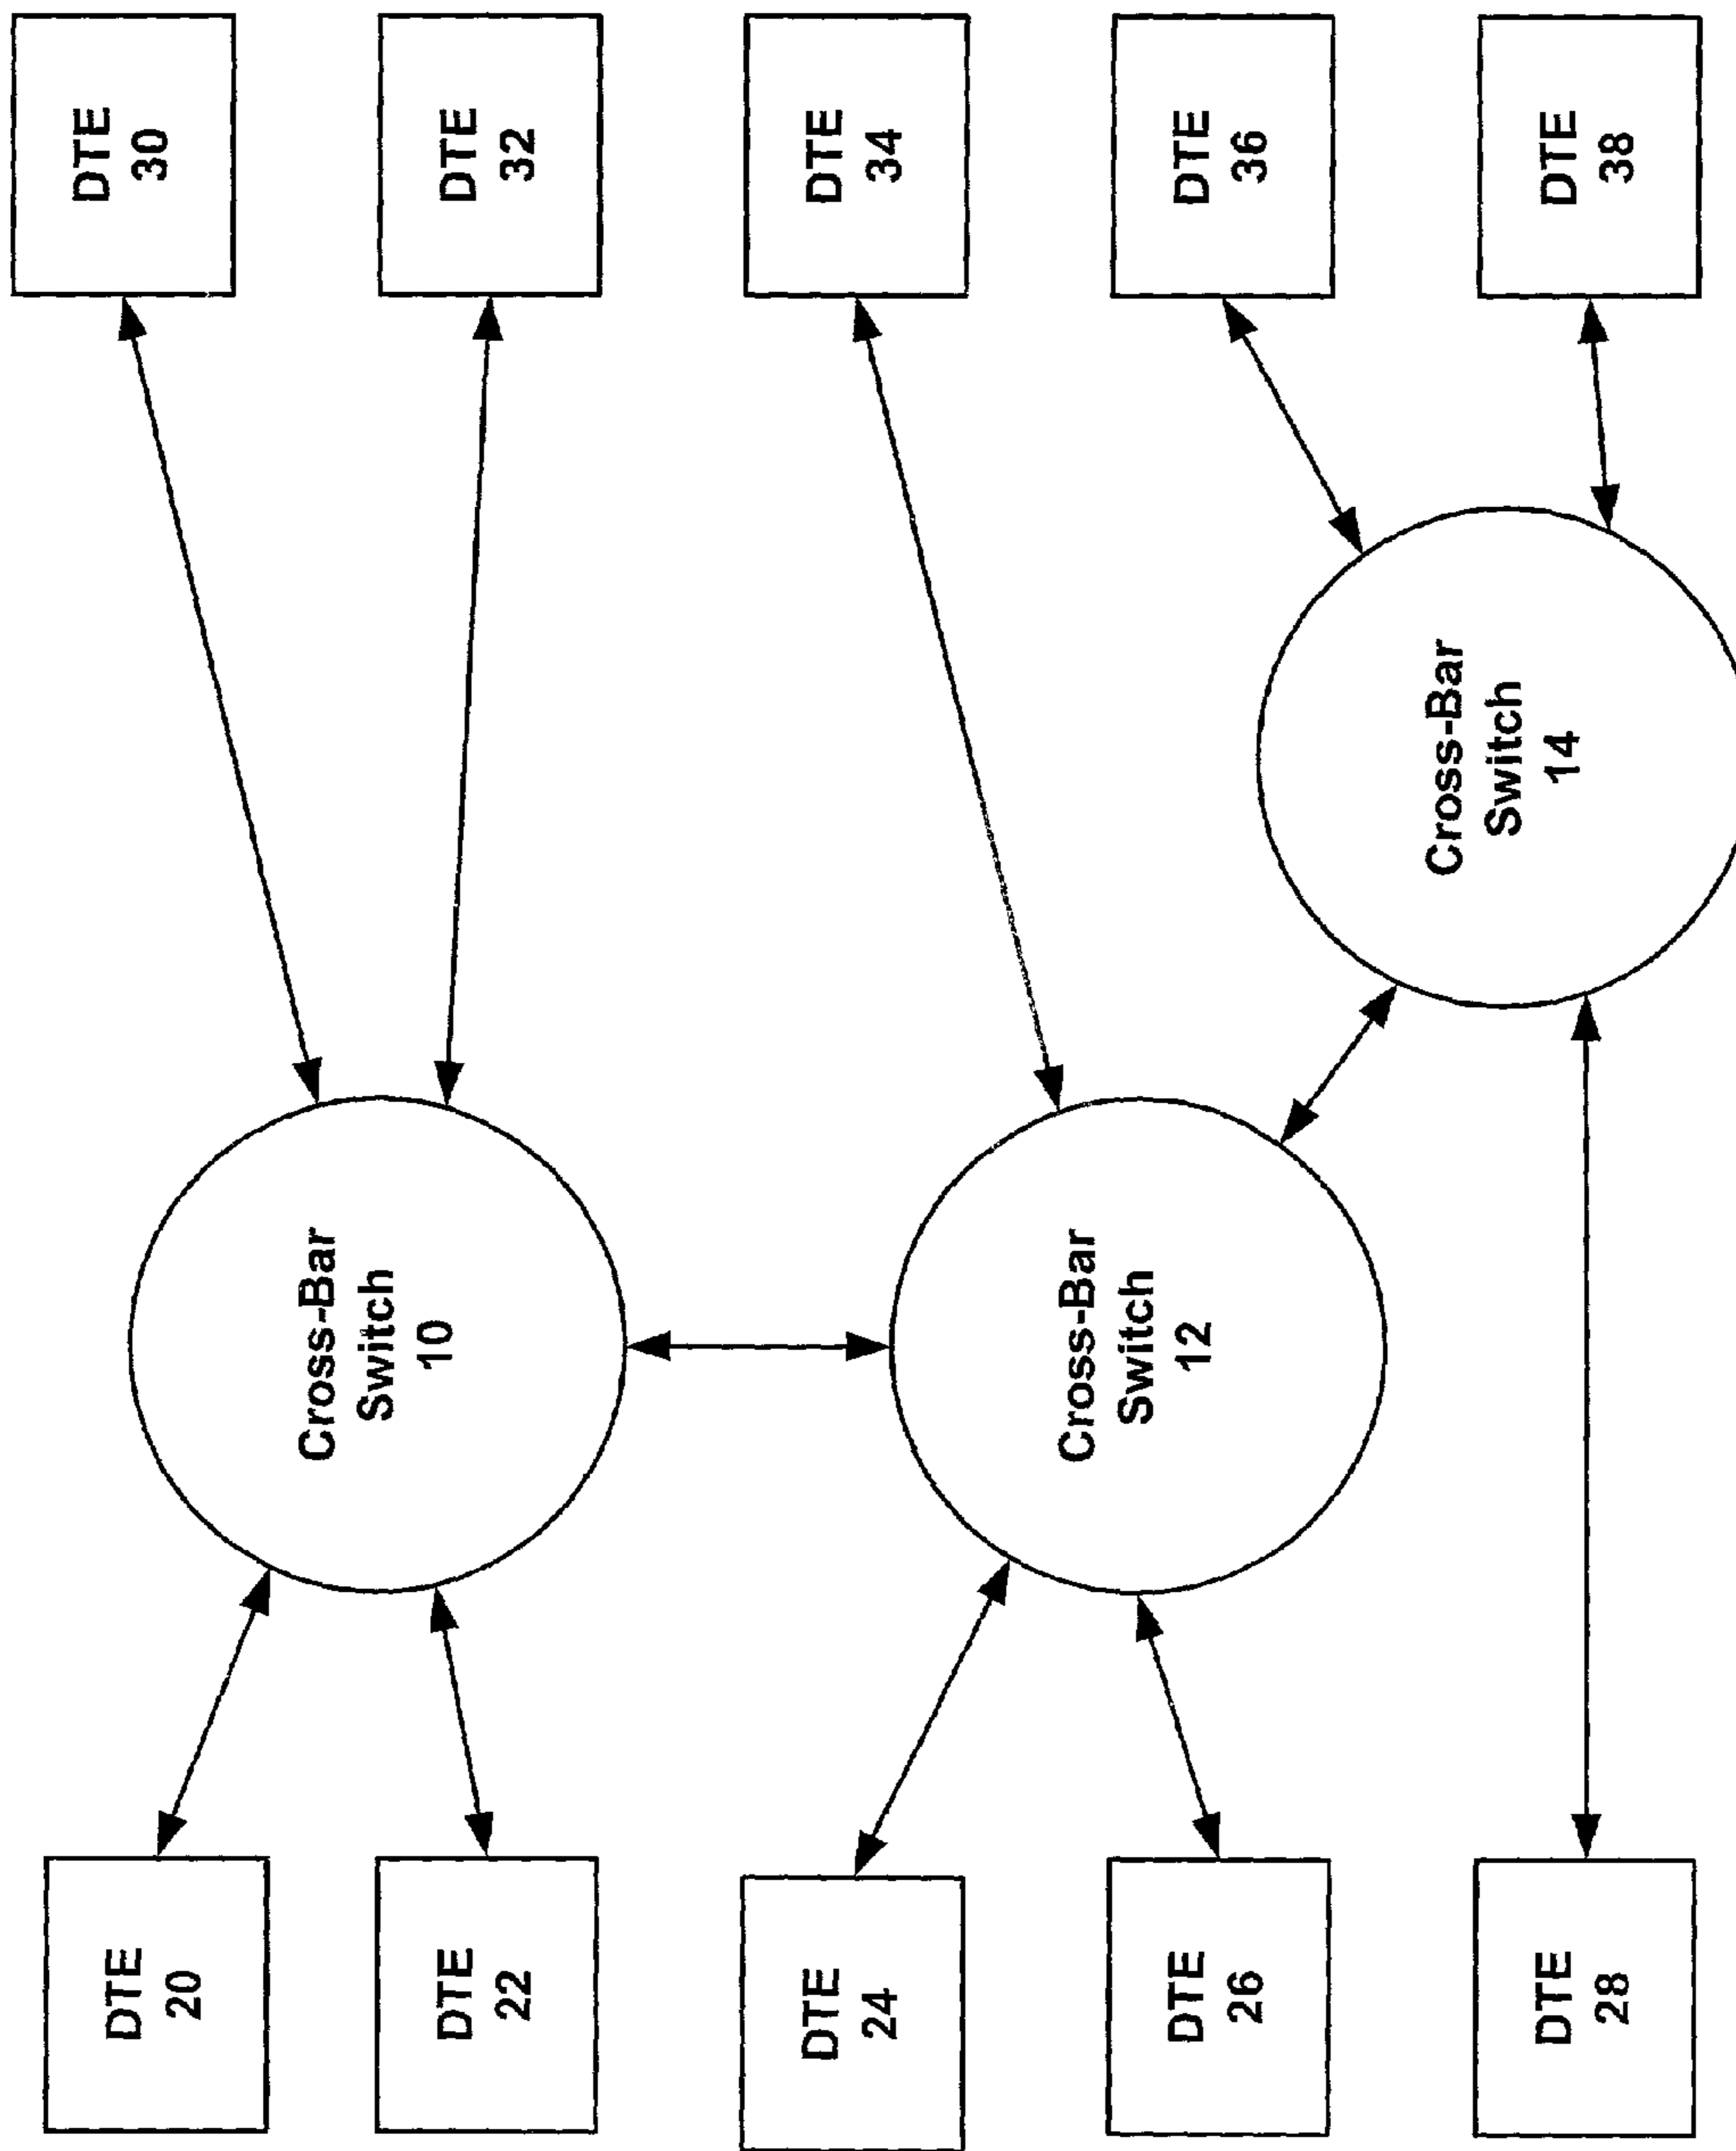 DTE
20
DTE
22
DTE
24
DTE
26
DTE
28
Cross-Bar
Switch
10
Cross-Bar
Switch
12
Cross-Bar
Switch
14
DTE
30
DTE
32
DTE
34
DTE
36
DTE
38